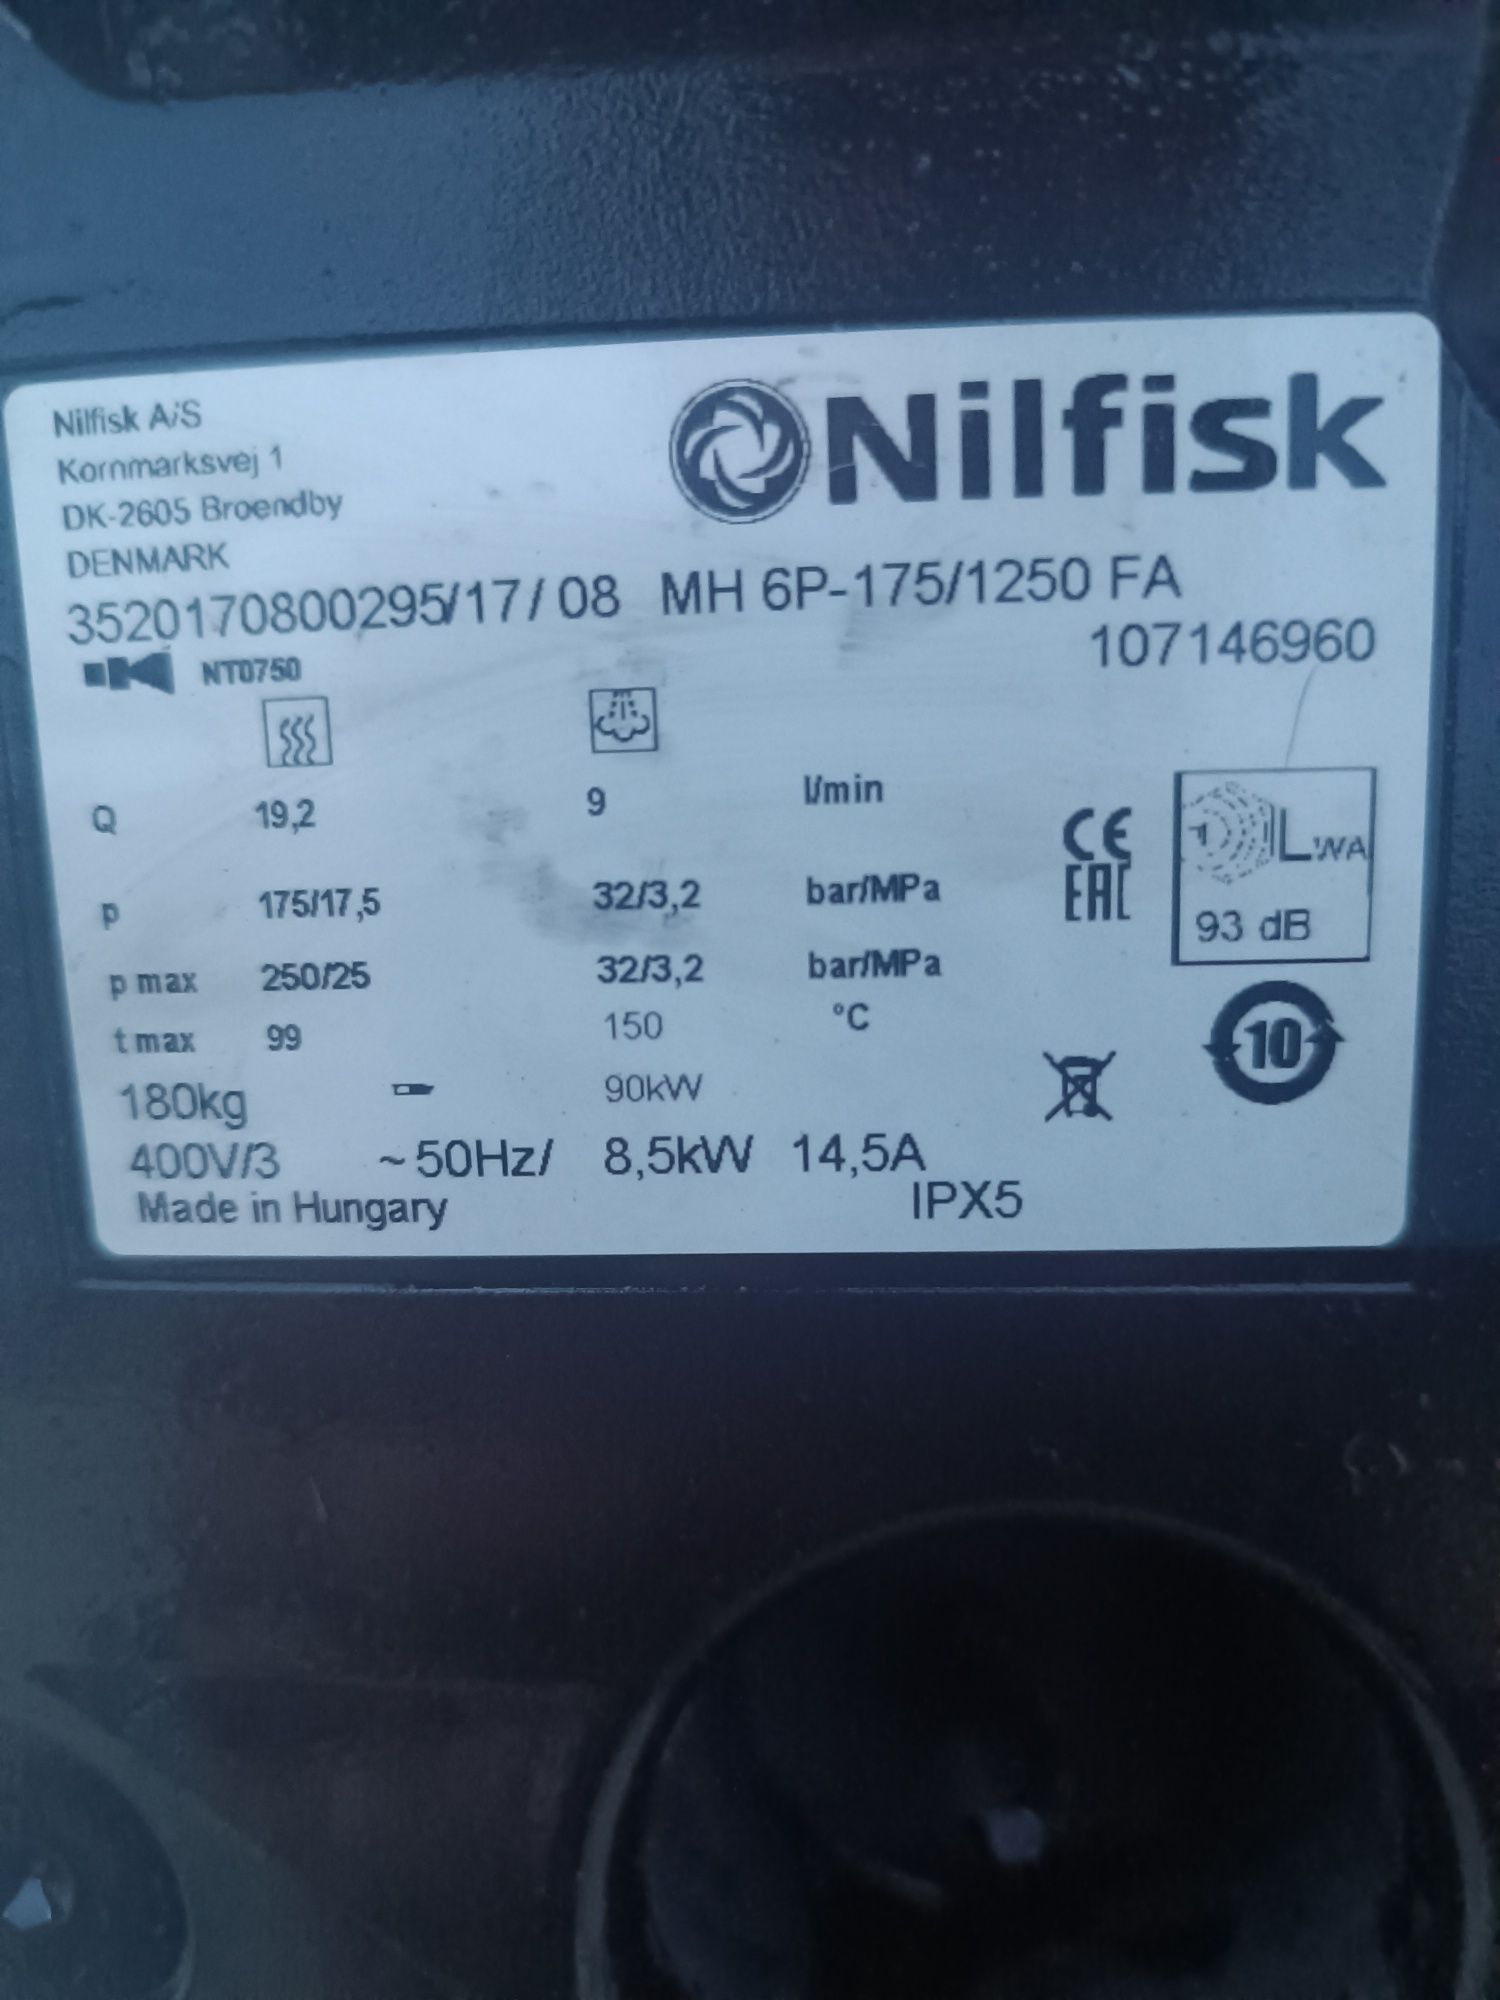 Nilfisk A/S
Kornmarksvej 1
DK-2605 Broendby
DENMARK
Nilfisk
3520170800295/17/ 08 MH 6P-175/1250 FA
107146960
NT0750
Q 19,2 9 l/min
p 175/17,5 32/3,2 bar/MPa
p max 250/25 32/3,2 bar/MPa
t max 99 150 °C
180kg 90kW
400V/3 ~50Hz/ 8,5kW 14,5A
Made in Hungary IPX5
CE
EAC
LWA
93 dB
10